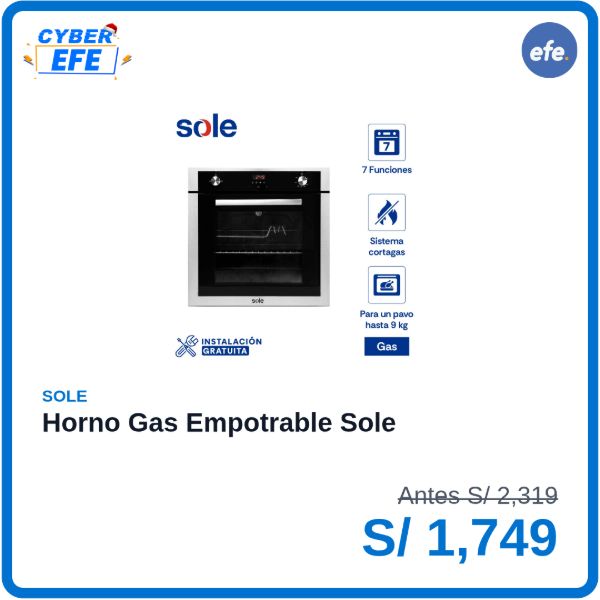 CYBER
EFE
efe.
sole
7
7 Funciones
Sistema
cortagas
sole
Para un pavo
hasta 9 kg
INSTALACIÓN
GRATUITA
Gas
SOLE
Horno Gas Empotrable Sole
Antes S/ 2,319
S/ 1,749